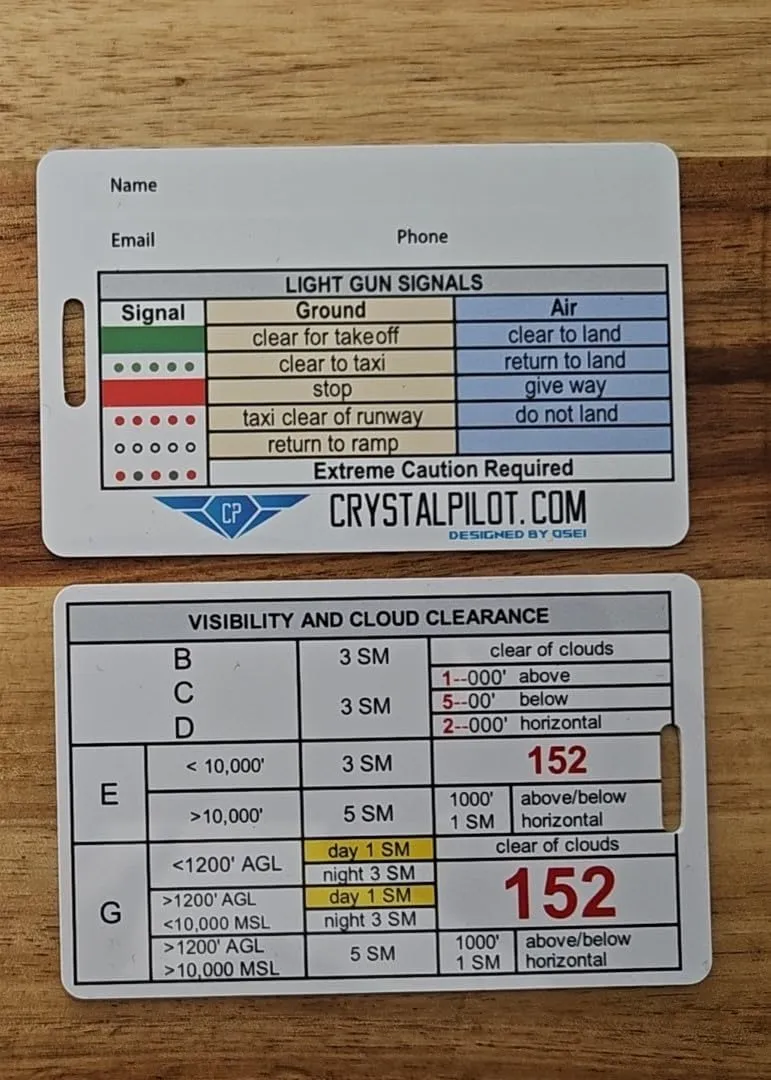 Name
Email Phone
LIGHT GUN SIGNALS
Signal Ground Air
clear for takeoff clear to land
clear to taxi return to land
stop give way
taxi clear of runway do not land
return to ramp
Extreme Caution Required
CP CRYSTALPILOT.COM
DESIGNED BY OSEI
VISIBILITY AND CLOUD CLEARANCE
B 3 SM clear of clouds
C 3 SM 1--000' above
5--00' below
D 2--000' horizontal
E < 10,000' 3 SM 152
>10,000' 5 SM 1000' above/below
1 SM horizontal
G <1200' AGL day 1 SM clear of clouds
night 3 SM 152
>1200' AGL day 1 SM
<10,000 MSL night 3 SM
>1200' AGL 5 SM 1000' above/below
>10,000 MSL 1 SM horizontal